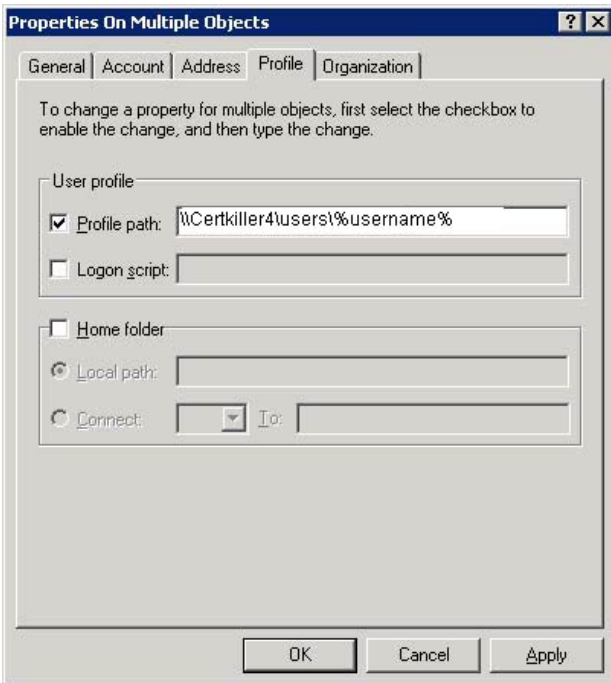 Properties On Multiple Objects
General Account Address Profile Organization
To change a property for multiple objects, first select the checkbox to
enable the change, and then type the change.
User profile
Profile path: \\Certkiller4\users\%username%
Logon script:
Home folder
Local path:
Connect: To:
OK Cancel Apply